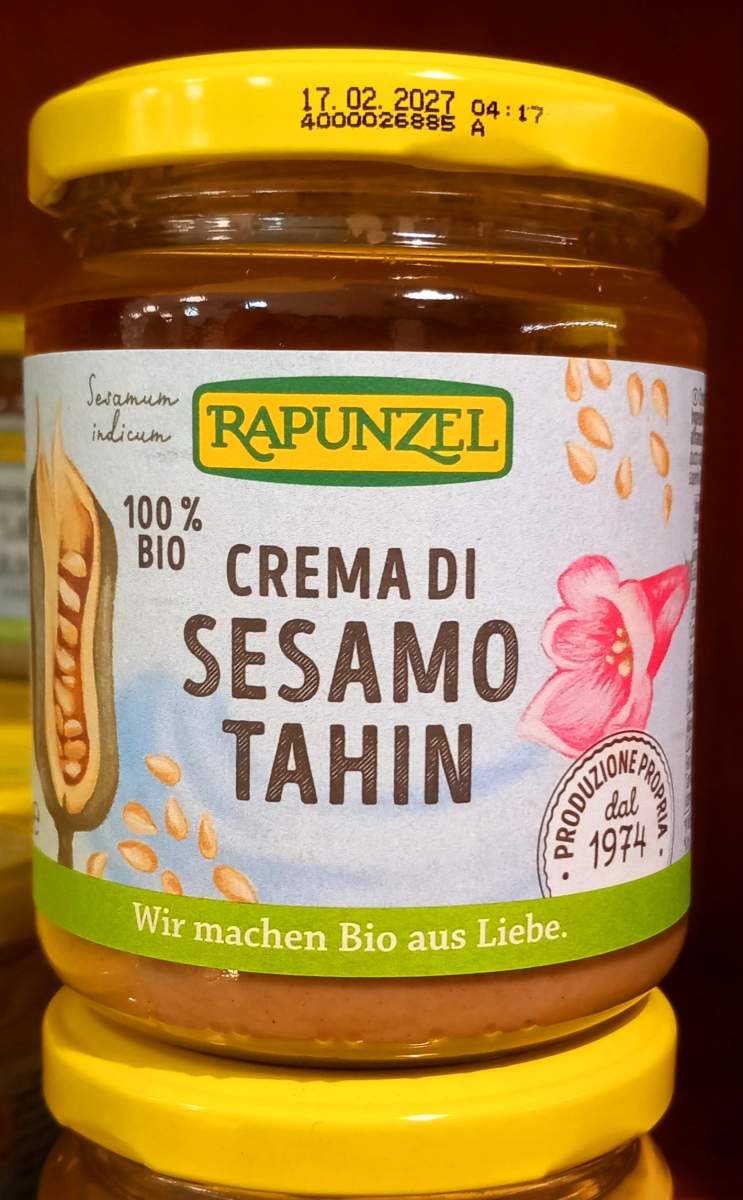 17.02.2027 04:17
4000026885 A
Sesamum
indicum
RAPUNZEL
100 %
BIO
CREMA DI
SESAMO
TAHIN
PRODUZIONE PROPRIA
dal
1974
Wir machen Bio aus Liebe.